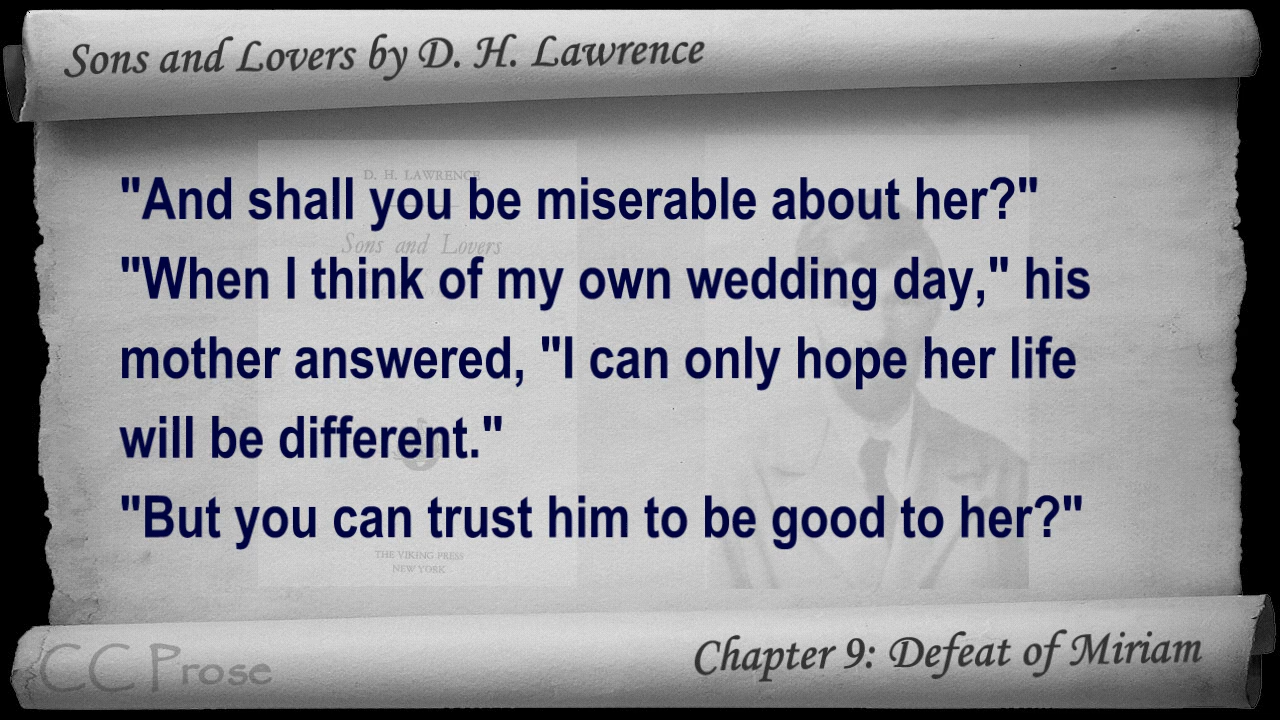 Sons and Lovers by D. H. Lawrence
D. H. LAWRENCE
"And shall you be miserable about her?"
Sons and Lovers
"When I think of my own wedding day," his
mother answered, "I can only hope her life
will be different."
"But you can trust him to be good to her?"
THE VIKING PRESS
NEW YORK
CC Prose
Chapter 9: Defeat of Miriam